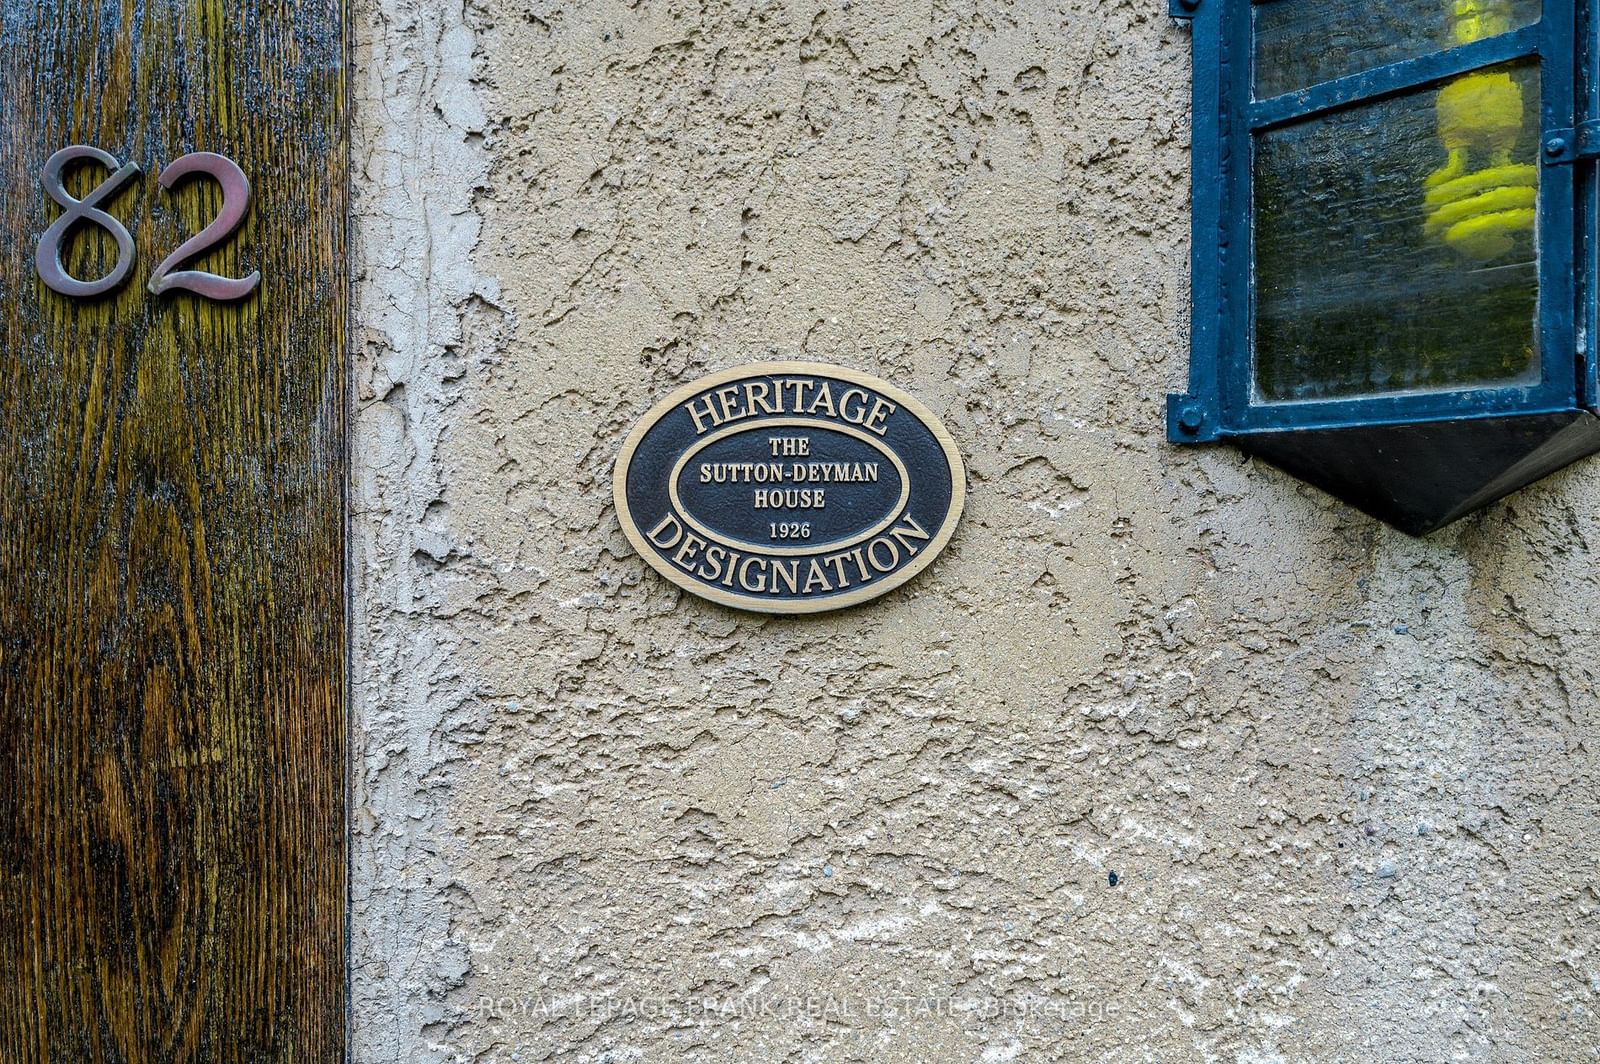 82
HERITAGE
THE
SUTTON-DEYMAN
HOUSE
1926
DESIGNATION
ROYAL LEPAGE FRANK REAL ESTATE, Brokerage